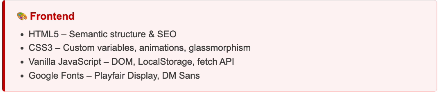 🎨 Frontend
• HTML5 – Semantic structure & SEO
• CSS3 – Custom variables, animations, glassmorphism
• Vanilla JavaScript – DOM, LocalStorage, fetch API
• Google Fonts – Playfair Display, DM Sans